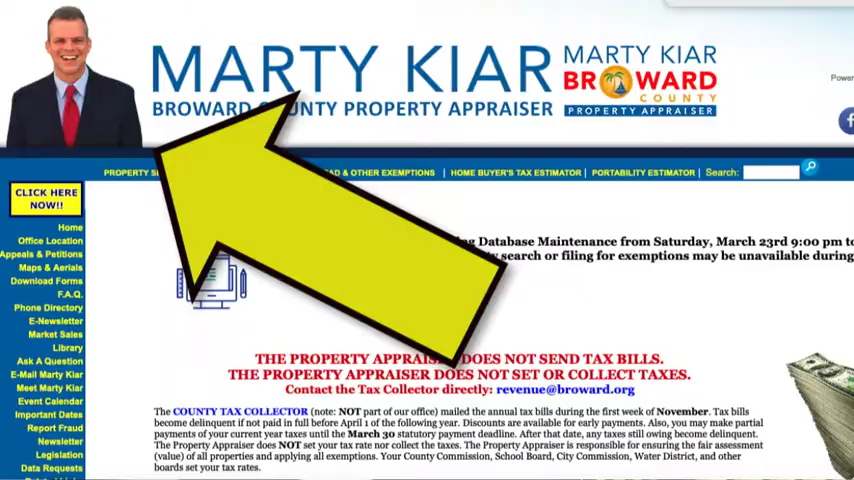 MARTY KIAR
BROWARD COUNTY PROPERTY APPRAISER
MARTY KIAR
BROWARD
COUNTY
PROPERTY APPRAISER
Power
f
PROPERTY
& OTHER EXEMPTIONS | HOME BUYER'S TAX ESTIMATOR | PORTABILITY ESTIMATOR | Search:
CLICK HERE
NOW!!
Home
Office Location
Appeals & Petitions
Maps & Aerials
Download Forms
F.A.Q.
Phone Directory
E-Newsletter
Market Sales
Library
Ask A Question
E-Mail Marty Kiar
Meet Marty Kiar
Event Calendar
Important Dates
Report Fraud
Newsletter
Legislation
Data Requests
Database Maintenance from Saturday, March 23rd 9:00 pm to
search or filing for exemptions may be unavailable during
THE PROPERTY APPRAISER DOES NOT SEND TAX BILLS.
THE PROPERTY APPRAISER DOES NOT SET OR COLLECT TAXES.
Contact the Tax Collector directly: revenue@broward.org
The COUNTY TAX COLLECTOR (note: NOT part of our office) mailed the annual tax bills during the first week of November. Tax bills
become delinquent if not paid in full before April 1 of the following year. Discounts are available for early payments. Also, you may make partial
payments of your current year taxes until the March 30 statutory payment deadline. After that date, any taxes still owing become delinquent.
The Property Appraiser does NOT set your tax rate nor collect the taxes. The Property Appraiser is responsible for ensuring the fair assessment
(value) of all properties and applying all exemptions. Your County Commission, School Board, City Commission, Water District, and other
boards set your tax rates.